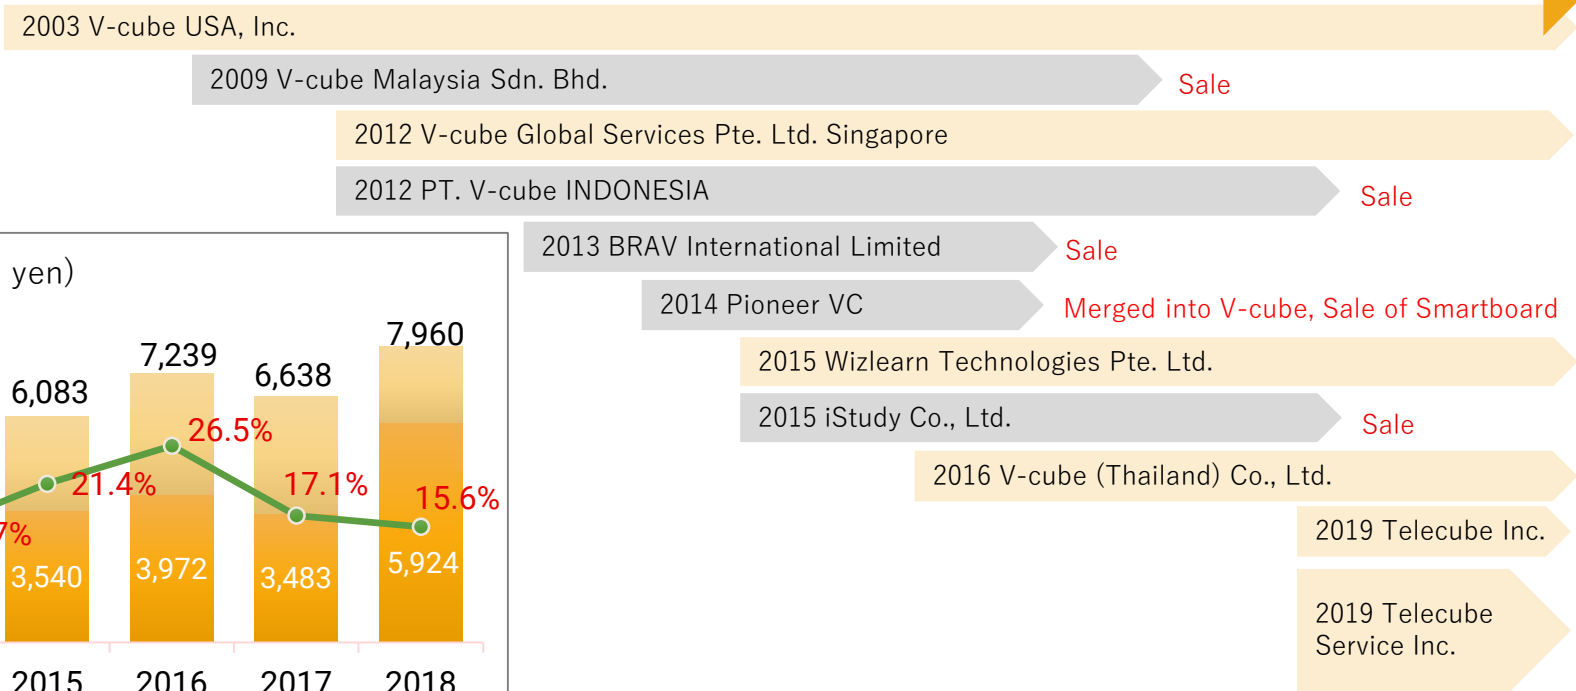 2003 V-cube USA, Inc.
2009 V-cube Malaysia Sdn. Bhd.
Sale
2012 V-cube Global Services Pte. Ltd. Singapore
2012 PT. V-cube INDONESIA
Sale
2013 BRAV International Limited
Sale
2014 Pioneer VC
Merged into V-cube, Sale of Smartboard
2015 Wizlearn Technologies Pte. Ltd.
2015 iStudy Co., Ltd.
Sale
2016 V-cube (Thailand) Co., Ltd.
2019 Telecube Inc.
2019 Telecube
Service Inc.
yen)
6,083
7,239
6,638
7,960
7%
21.4%
26.5%
17.1%
15.6%
3,540
3,972
3,483
5,924
2015
2016
2017
2018